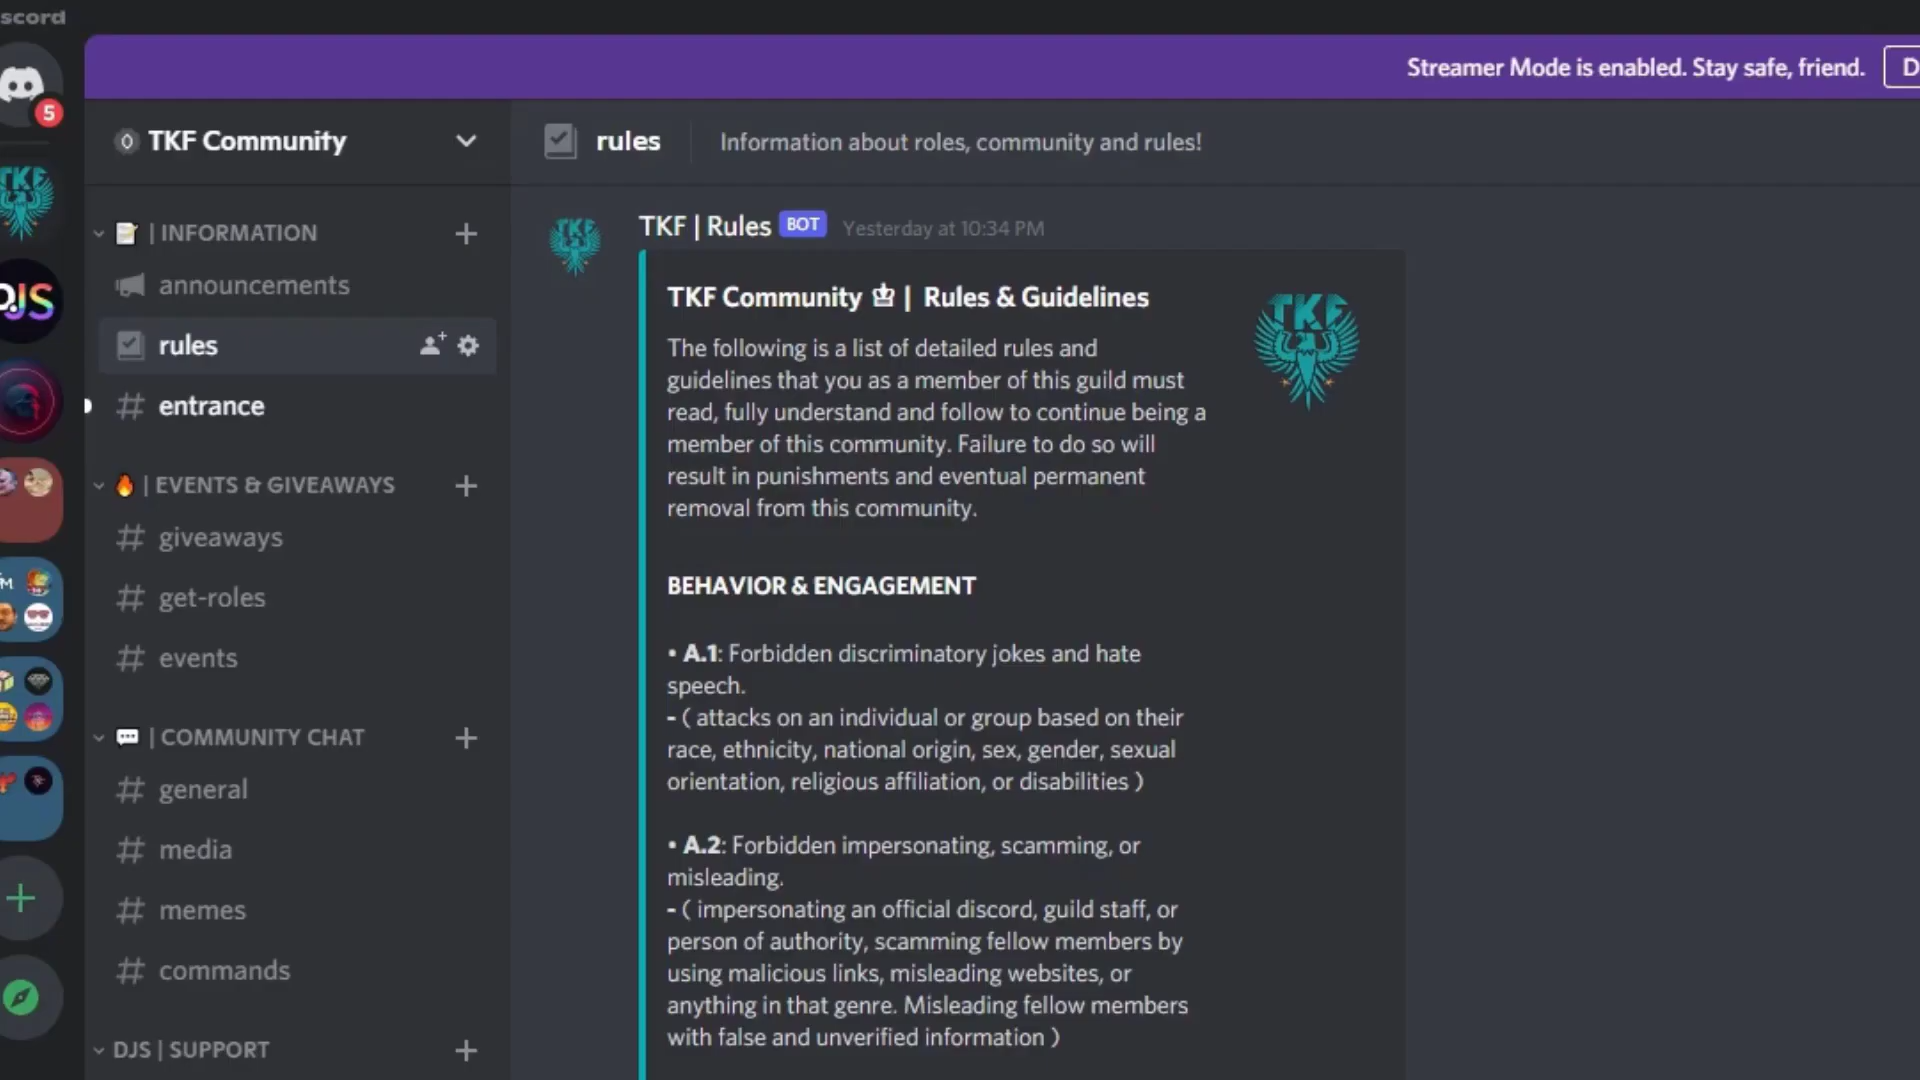 scord
Streamer Mode is enabled. Stay safe, friend.
D
5
TKF Community
rules
Information about roles, community and rules!
TKF
DJS
| INFORMATION
announcements
rules
entrance
| EVENTS & GIVEAWAYS
giveaways
get-roles
events
| COMMUNITY CHAT
general
media
memes
commands
DJS | SUPPORT
TKF
TKF | Rules BOT Yesterday at 10:34 PM
TKF Community | Rules & Guidelines
TKF
The following is a list of detailed rules and
guidelines that you as a member of this guild must
read, fully understand and follow to continue being a
member of this community. Failure to do so will
result in punishments and eventual permanent
removal from this community.
BEHAVIOR & ENGAGEMENT
• A.1: Forbidden discriminatory jokes and hate
speech.
- ( attacks on an individual or group based on their
race, ethnicity, national origin, sex, gender, sexual
orientation, religious affiliation, or disabilities )
• A.2: Forbidden impersonating, scamming, or
misleading.
- ( impersonating an official discord, guild staff, or
person of authority, scamming fellow members by
using malicious links, misleading websites, or
anything in that genre. Misleading fellow members
with false and unverified information )